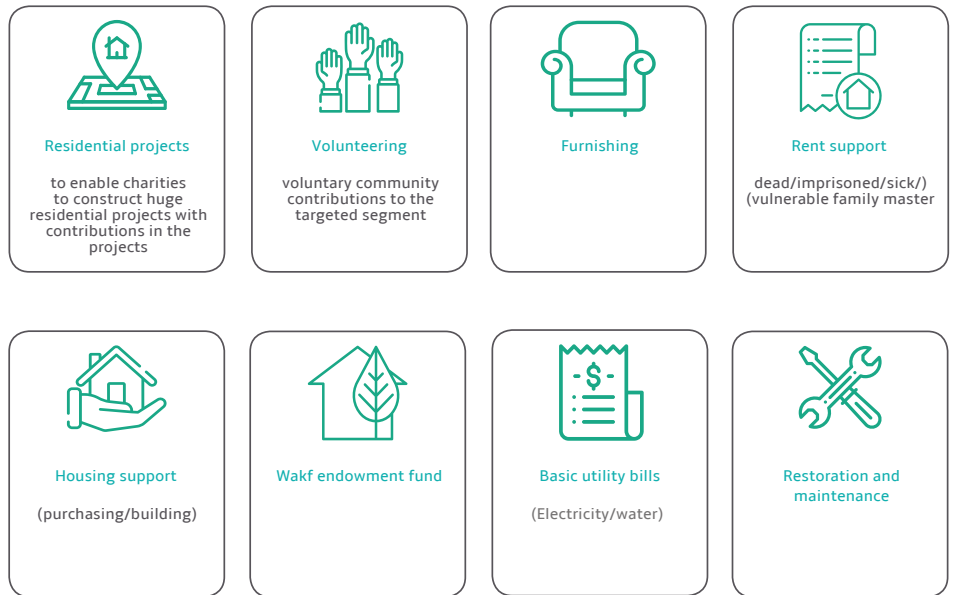 Residential projects
to enable charities
to construct huge
residential projects with
contributions in the
projects
Volunteering
voluntary community
contributions to the
targeted segment
Furnishing
Rent support
dead/imprisoned/sick/)
(vulnerable family master
Housing support
(purchasing/building)
Wakf endowment fund
$
Basic utility bills
(Electricity/water)
Restoration and
maintenance